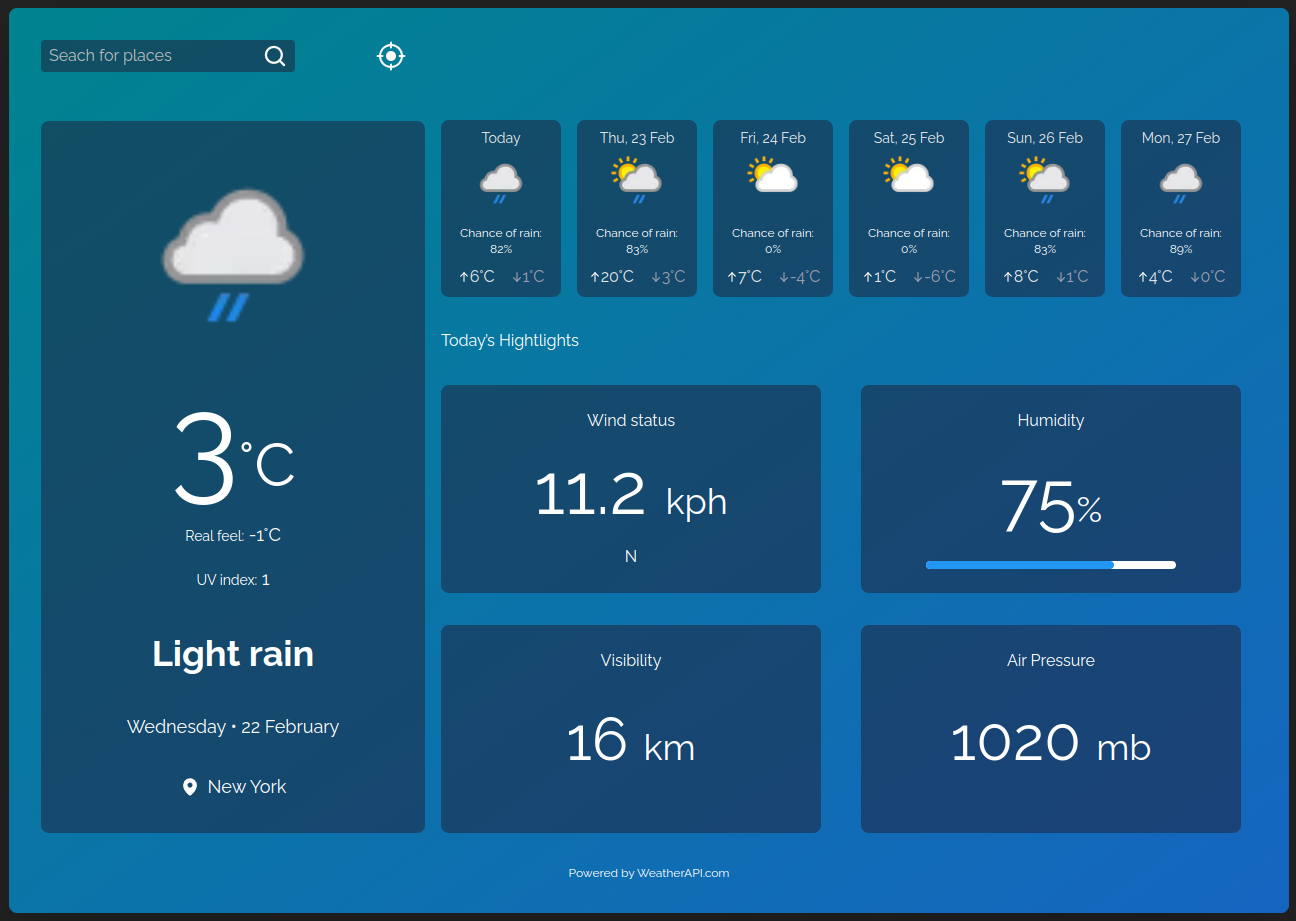 Seach for places
3°C
Real feel: -1°C
UV index: 1
Light rain
Wednesday • 22 February
New York
Today
Chance of rain:
82%
↑6°C ↓1°C
Thu, 23 Feb
Chance of rain:
83%
↑20°C ↓3°C
Fri, 24 Feb
Chance of rain:
0%
↑7°C ↓-4°C
Sat, 25 Feb
Chance of rain:
0%
↑1°C ↓-6°C
Sun, 26 Feb
Chance of rain:
83%
↑8°C ↓1°C
Mon, 27 Feb
Chance of rain:
89%
↑4°C ↓0°C
Today's Hightlights
Wind status
11.2 kph
N
Humidity
75%
Visibility
16 km
Air Pressure
1020 mb
Powered by WeatherAPI.com